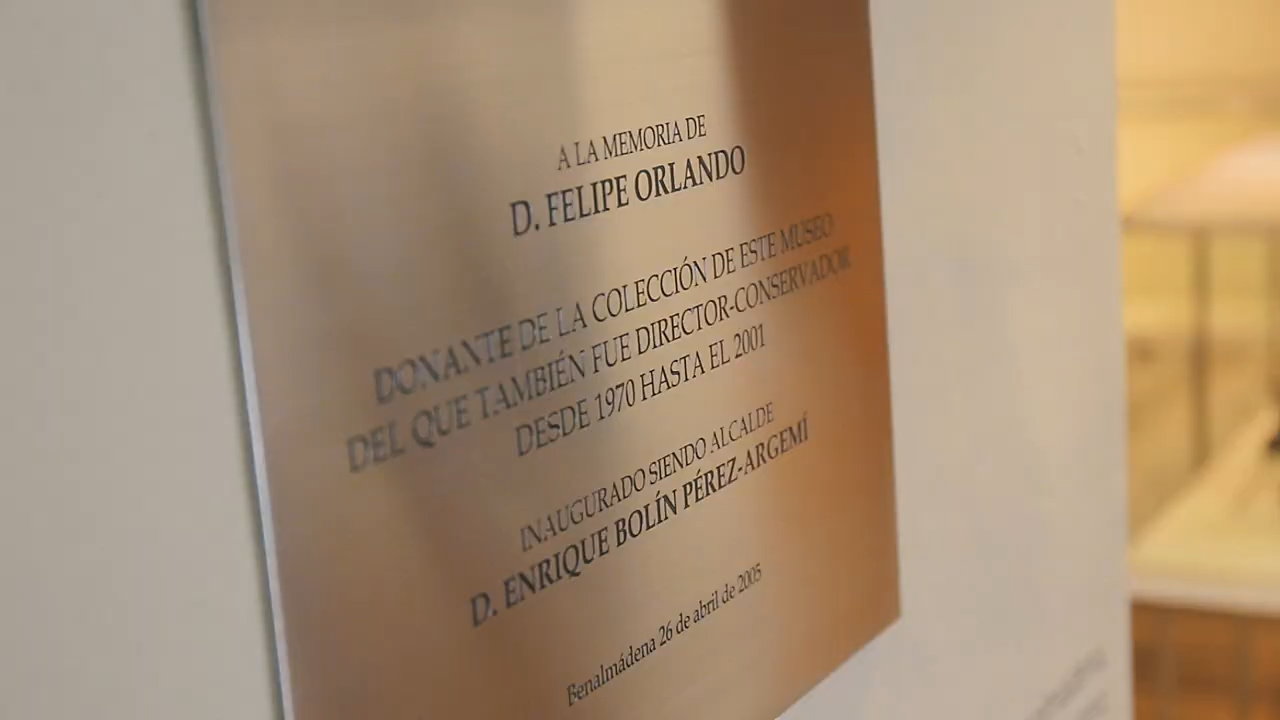 A LA MEMORIA DE
D. FELIPE ORLANDO
DONANTE DE LA COLECCIÓN DE ESTE MUSEO
DEL QUE TAMBIÉN FUE DIRECTOR-CONSERVADOR
DESDE 1970 HASTA EL 2001
INAUGURADO SIENDO ALCALDE
D. ENRIQUE BOLÍN PÉREZ-ARGEMÍ
Benalmádena 26 de abril de 2005